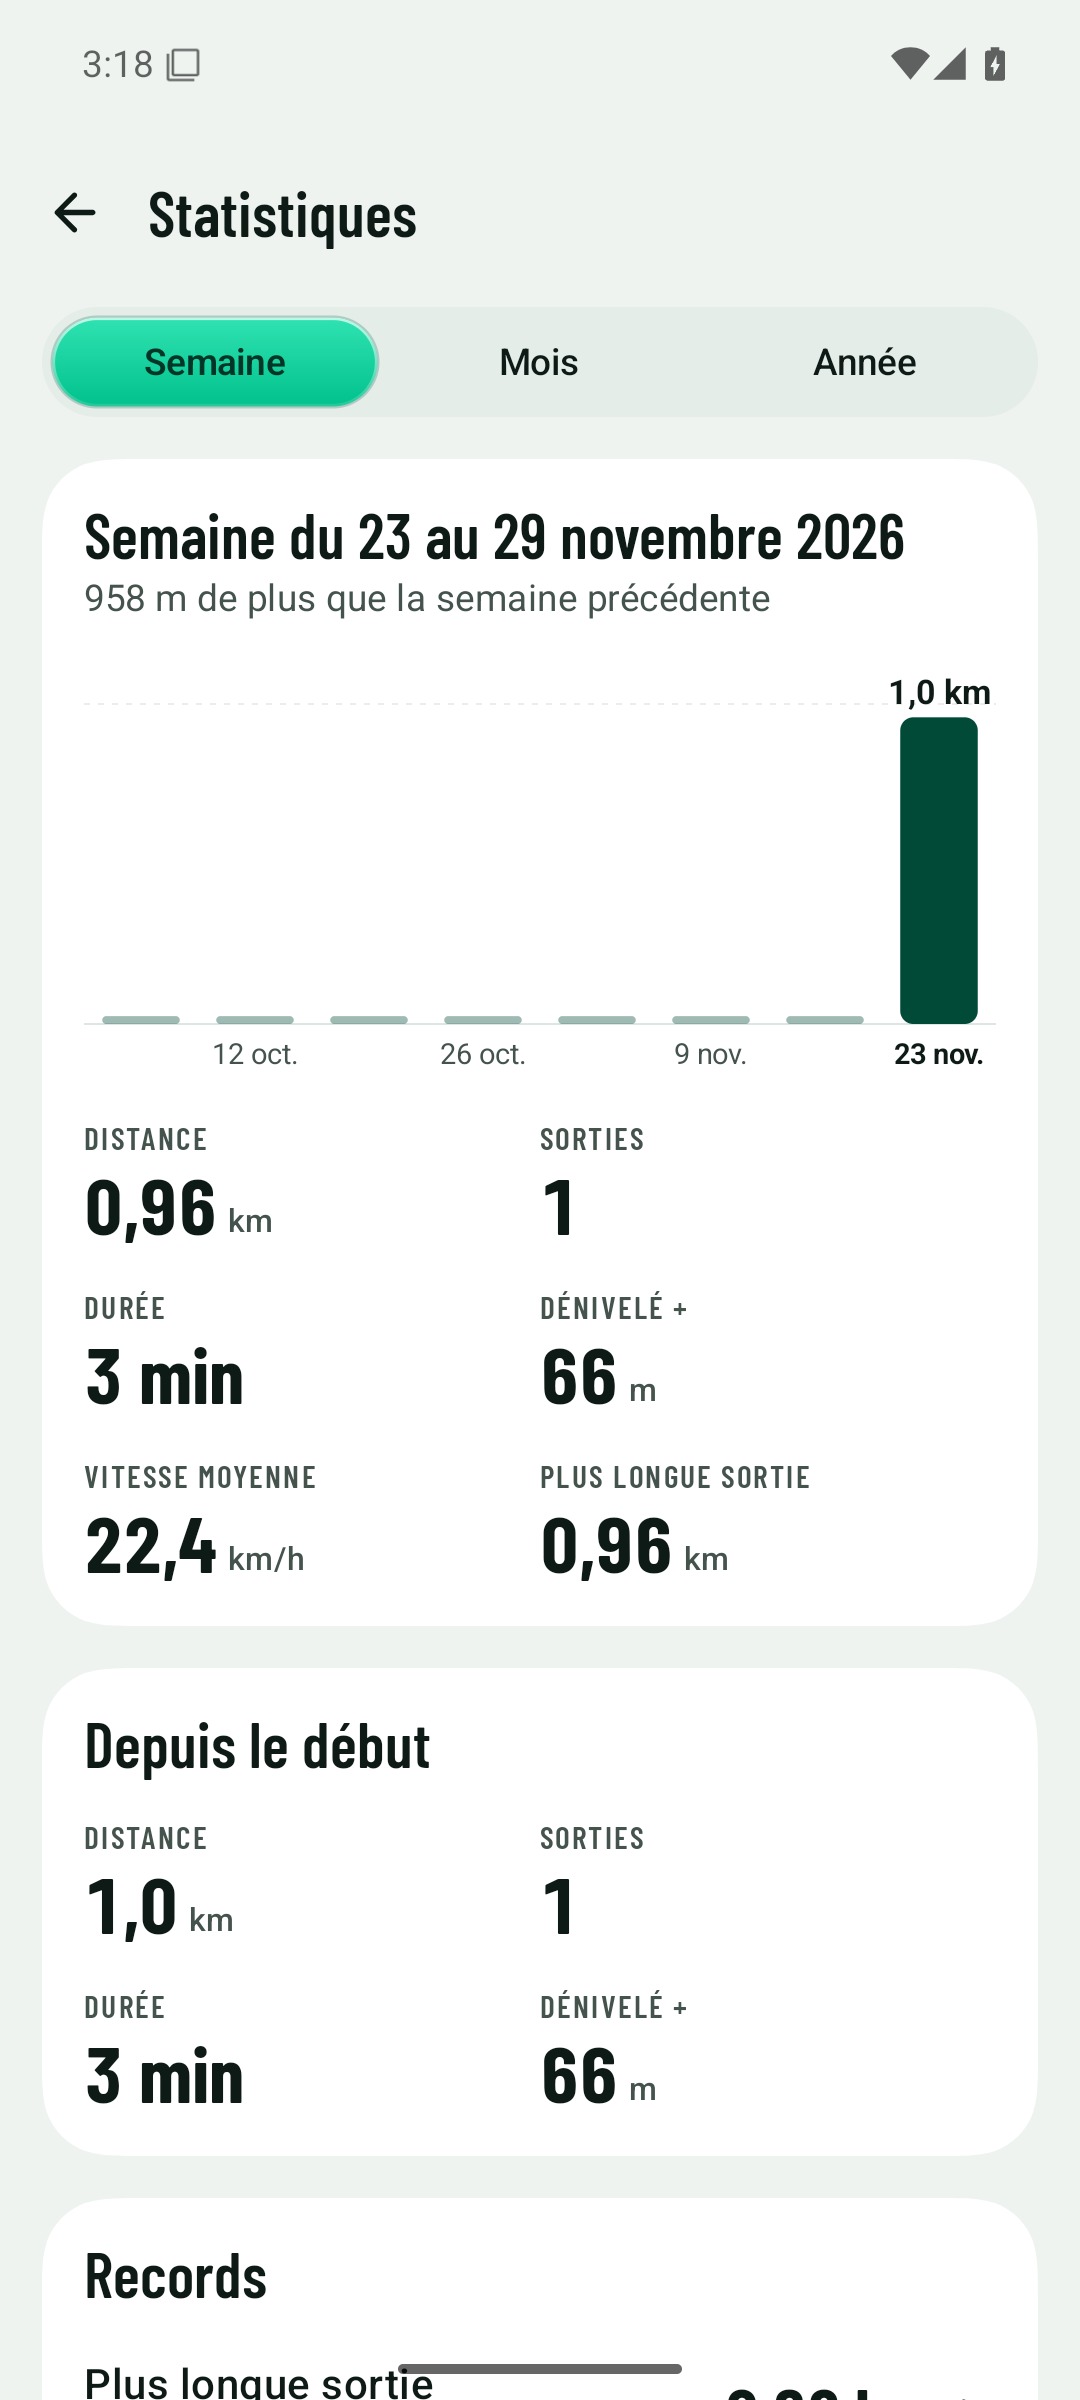 3:18
Statistiques
Semaine Mois Année
Semaine du 23 au 29 novembre 2026
958 m de plus que la semaine précédente
1,0 km
12 oct. 26 oct. 9 nov. 23 nov.
DISTANCE SORTIES
0,96 km 1
DURÉE DÉNIVELÉ +
3 min 66 m
VITESSE MOYENNE PLUS LONGUE SORTIE
22,4 km/h 0,96 km
Depuis le début
DISTANCE SORTIES
1,0 km 1
DURÉE DÉNIVELÉ +
3 min 66 m
Records
Plus longue sortie